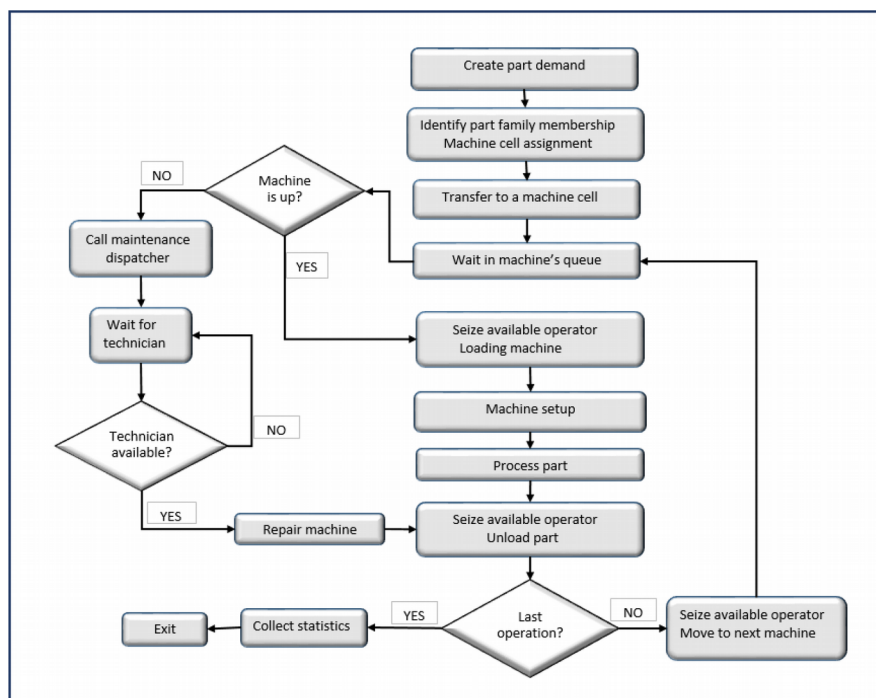 Create part demand
Identify part family membership
Machine cell assignment
Transfer to a machine cell
Wait in machine's queue
Machine
is up?
NO
YES
Call maintenance
dispatcher
Wait for
technician
Technician
available?
NO
YES
Repair machine
Seize available operator
Loading machine
Machine setup
Process part
Seize available operator
Unload part
Last
operation?
NO
Seize available operator
Move to next machine
YES
Collect statistics
Exit